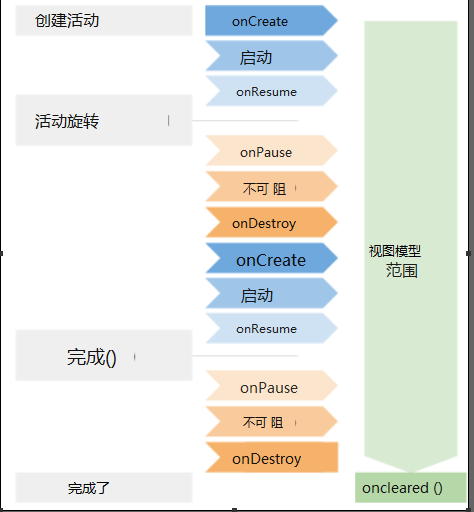 创建活动
onCreate
启动
onResume
活动旋转
onPause
不可 阻
onDestroy
onCreate
启动
onResume
视图模型
范围
完成()
onPause
不可 阻
onDestroy
完成了
oncleared ()